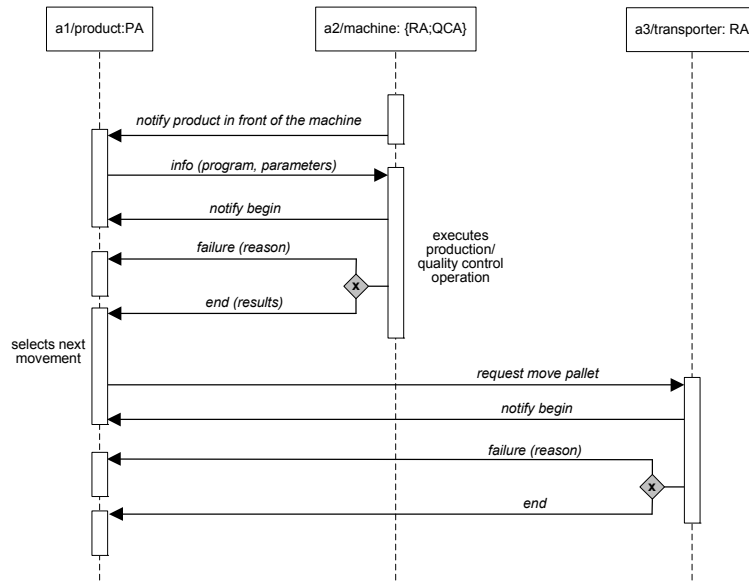 a1/product:PA
a2/machine: {RA;QCA}
a3/transporter: RA
notify product in front of the machine
info (program, parameters)
notify begin
executes
production/
quality control
operation
failure (reason)
x
end (results)
selects next
movement
request move pallet
notify begin
failure (reason)
x
end